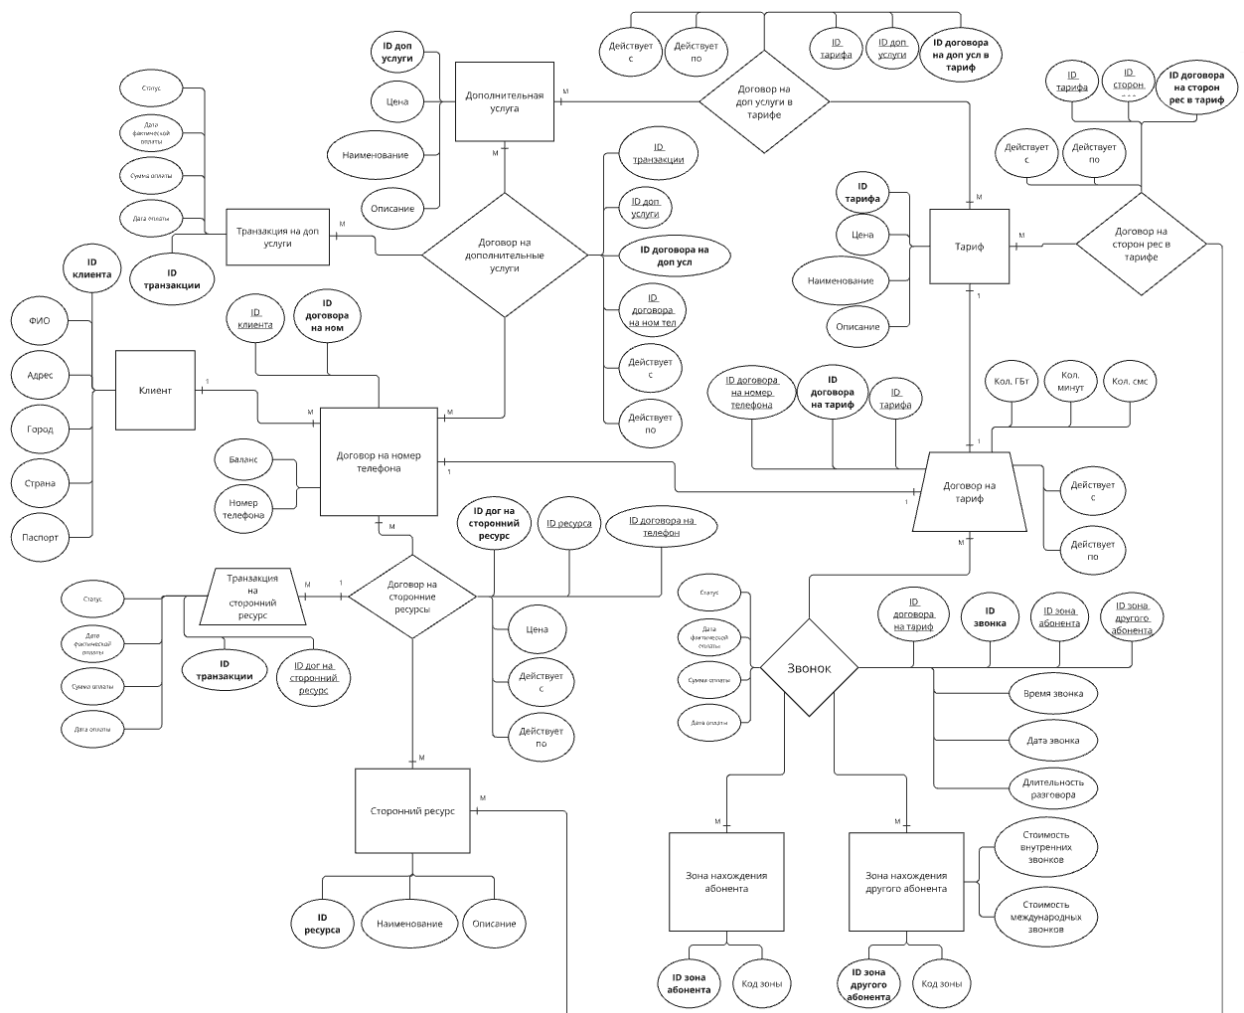 ID доп
услуги
Цена
Наименование
Описание
Дополнительная
услуга
М
М
Действует
с
Действует
по
ID
тарифа
ID доп
услуги
ID договора
на доп усл в
тариф
Договор на
доп услуги в
тарифе
ID
тарифа
ID
сторон
ID договора
на сторон
рес в тариф
Действует
с
Действует
по
Договор на
сторон рес в
тарифе
М
Статус
Дата
фактической
оплаты
Сумма оплаты
Дата оплаты
ID
транзакции
Транзакция на доп
услуги
М
Договор на
дополнительные
услуги
ID
транзакции
ID доп
услуги
ID договора на
доп усл
ID
договора
на ном тел
Действует
с
Действует
по
М
ID
тарифа
Цена
Наименование
Описание
Тариф
М
1
ID
клиента
ФИО
Адрес
Город
Страна
Паспорт
Клиент
1
ID
клиента
ID
договора
на ном
М
Баланс
Номер
телефона
Договор на номер
телефона
1
М
ID договора
на номер
телефона
ID
договора
на тариф
ID
тарифа
Кол. ГБт
Кол.
минут
Кол. смс
1
1
Договор на
тариф
Действует
с
Действует
по
М
Статус
Дата
фактической
оплаты
Сумма оплаты
Дата оплаты
Транзакция
на
сторонний
ресурс
ID
транзакции
ID дог на
сторонний
ресурс
М
1
Договор на
сторонние
ресурсы
ID дог на
сторонний
ресурс
ID ресурса
ID договора на
телефон
Цена
Действует
с
Действует
по
М
Сторонний ресурс
М
ID
ресурса
Наименование
Описание
Статус
Дата
фактической
оплаты
Сумма оплаты
Дата оплаты
Звонок
ID
договора
на тариф
ID
звонка
ID зона
абонента
ID зона
другого
абонента
Время звонка
Дата звонка
Длительность
разговора
М
М
Зона нахождения
абонента
ID зона
абонента
Код зоны
Зона нахождения
другого абонента
Стоимость
внутренних
звонков
Стоимость
международных
звонков
ID зона
другого
абонента
Код зоны